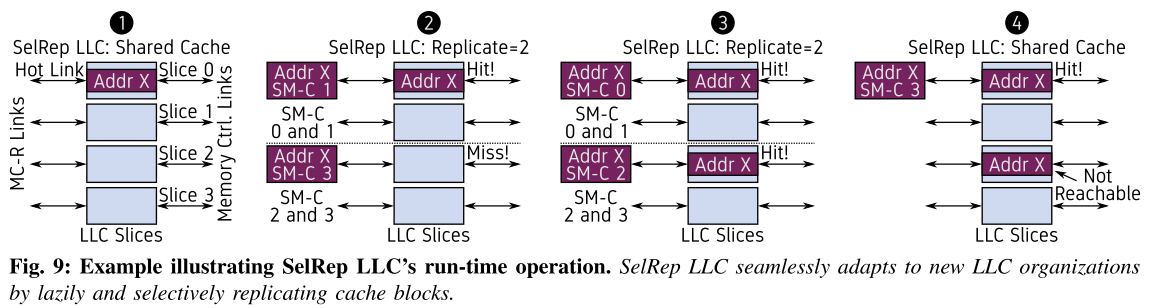 1
SelRep LLC: Shared Cache
Hot Link
Addr X
Slice 0
Slice 1
Slice 2
Slice 3
MC-R Links
Memory Ctrl. Links
LLC Slices
2
SelRep LLC: Replicate=2
Addr X
SM-C 1
Addr X
Hit!
SM-C
0 and 1
Addr X
SM-C 3
Miss!
SM-C
2 and 3
LLC Slices
3
SelRep LLC: Replicate=2
Addr X
SM-C 0
Addr X
Hit!
SM-C
0 and 1
Addr X
SM-C 2
Addr X
Hit!
SM-C
2 and 3
LLC Slices
4
SelRep LLC: Shared Cache
Addr X
SM-C 3
Addr X
Hit!
Addr X
Not
Reachable
LLC Slices
Fig. 9: Example illustrating SelRep LLC's run-time operation. SelRep LLC seamlessly adapts to new LLC organizations
by lazily and selectively replicating cache blocks.